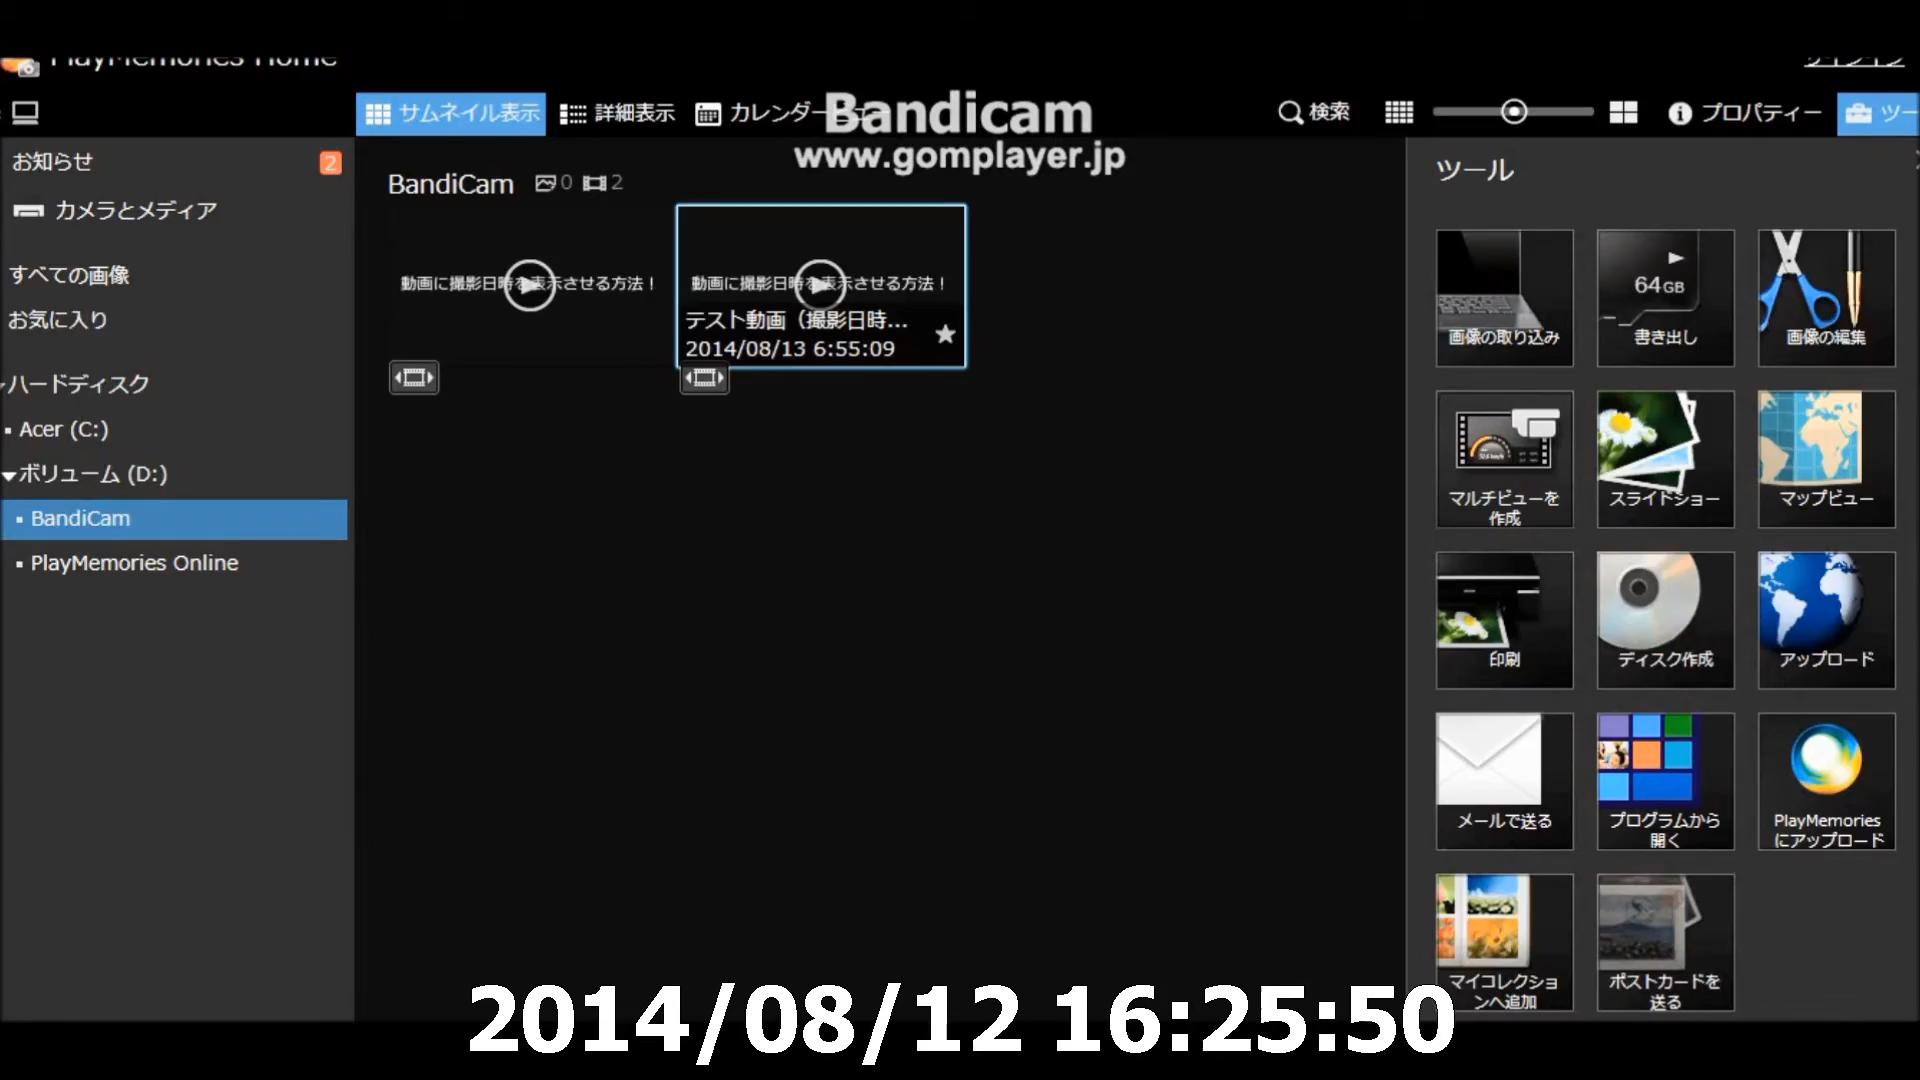 PlayMemories Home
サインイン
サムネイル表示
詳細表示
カレンダー
Bandicam
www.gomplayer.jp
検索
プロパティー
ツー
お知らせ
2
カメラとメディア
すべての画像
お気に入り
ハードディスク
Acer (C:)
ボリューム (D:)
BandiCam
PlayMemories Online
BandiCam 0 2
動画に撮影日時を表示させる方法！
動画に撮影日時を表示させる方法！
テスト動画（撮影日時...
2014/08/13 6:55:09
ツール
画像の取り込み
64GB
書き出し
画像の編集
マルチビューを
作成
スライドショー
マップビュー
印刷
ディスク作成
アップロード
メールで送る
プログラムから
開く
PlayMemories
にアップロード
マイコレクショ
ンへ追加
ポストカードを
送る
2014/08/12 16:25:50